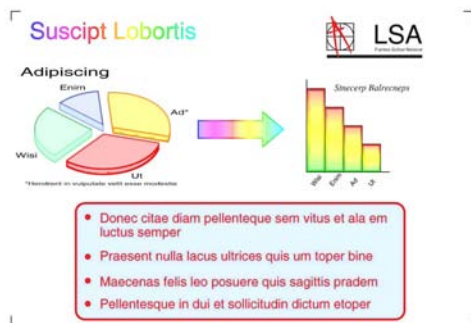 Suscipt Lobortis
LSA
Adipiscing
Enim
Ad*
Wisi
Ut
*Hendrerit in vulputate velit esse molestie
Sinecerp Balrecneps
Wisi
Enim
Ad
Ut
Donec citae diam pellenteque sem vitus et ala em
luctus semper
Praesent nulla lacus ultrices quis um toper bine
Maecenas felis leo posuere quis sagittis pradem
Pellentesque in dui et sollicitudin dictum etoper